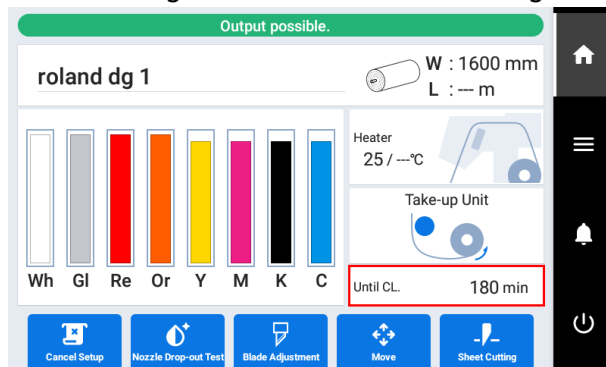 Output possible.
roland dg 1
W : 1600 mm
L : --- m
Heater
25 / ---℃
Take-up Unit
Wh Gl Re Or Y M K C
Until CL. 180 min
Cancel Setup
Nozzle Drop-out Test
Blade Adjustment
Move
Sheet Cutting